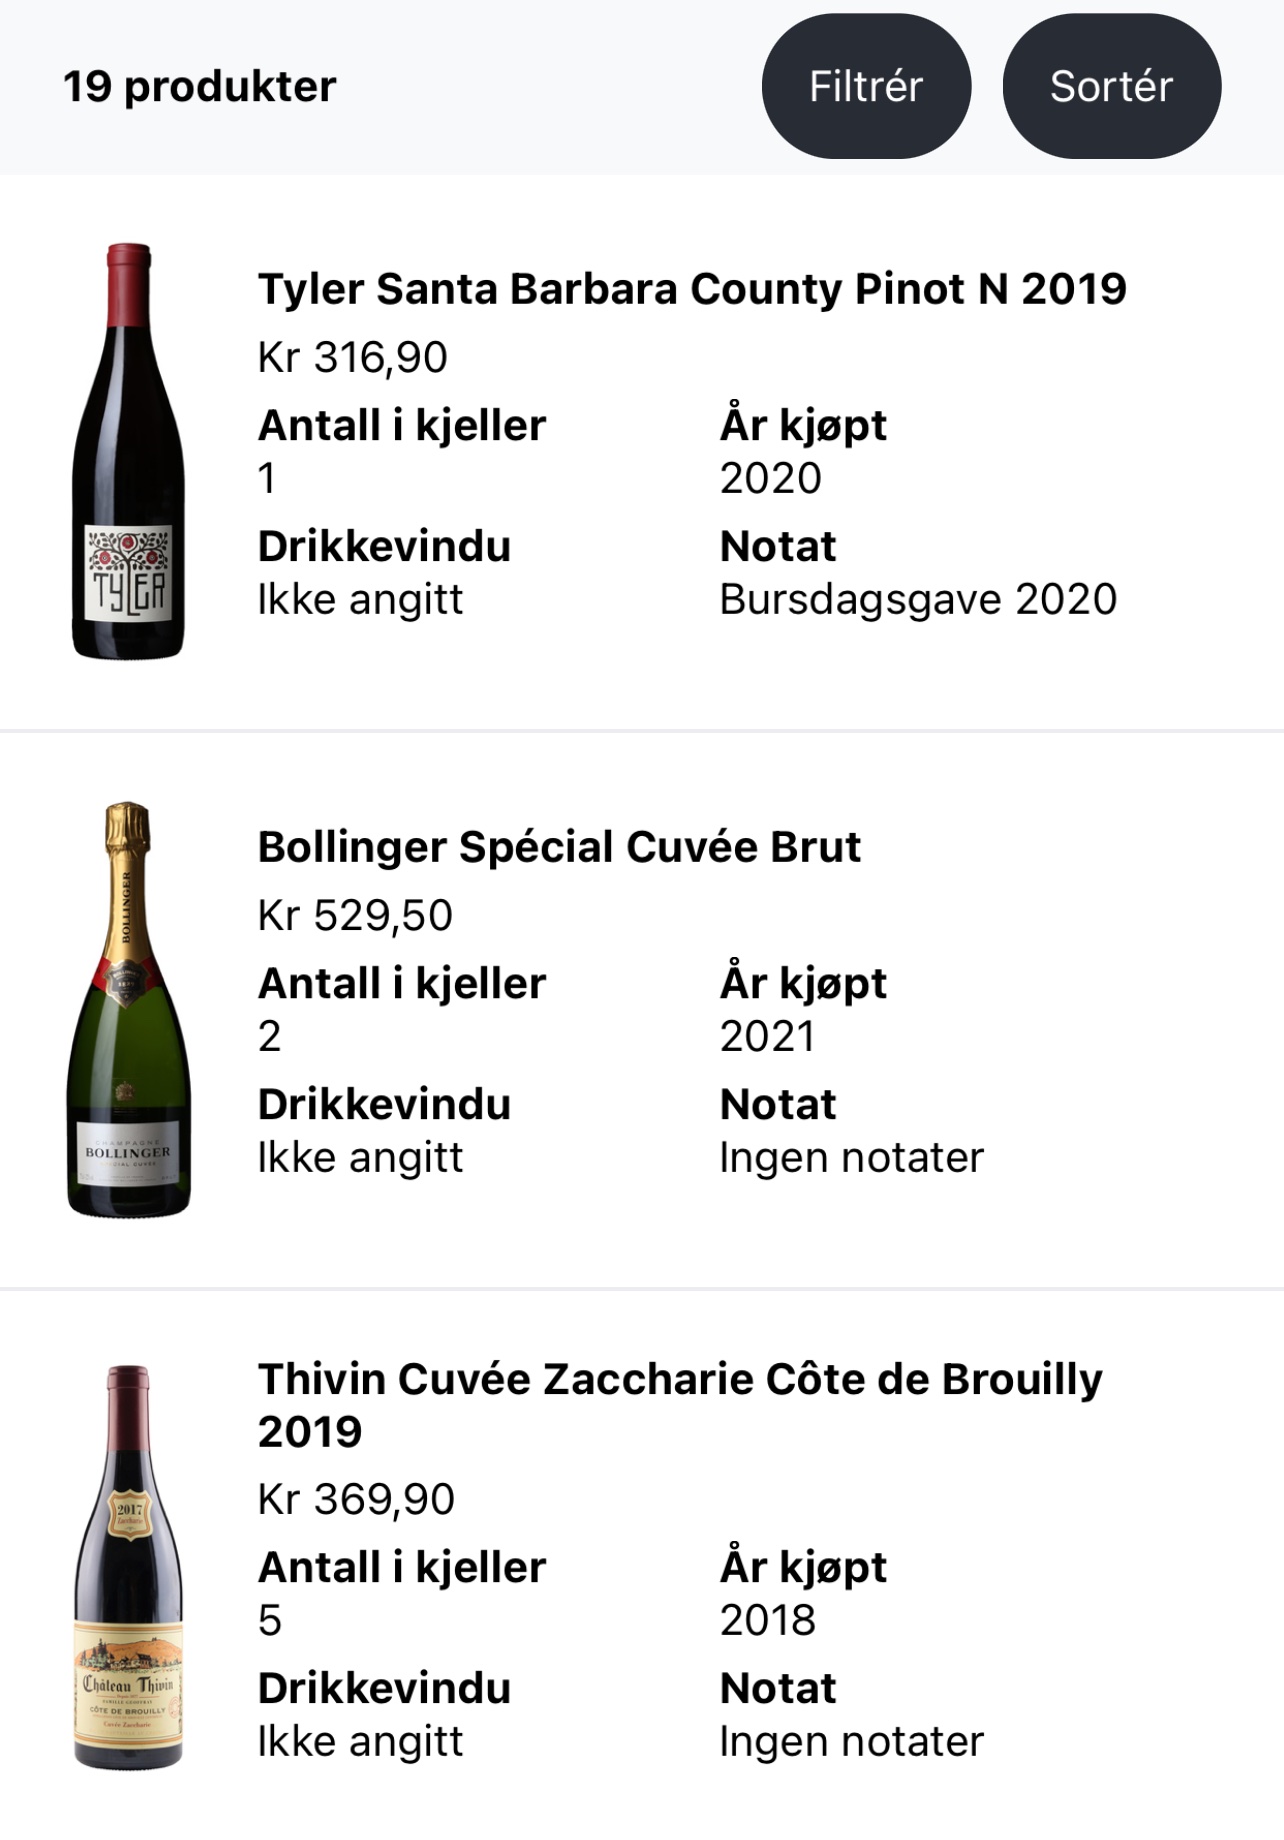 19 produkter
Filtrér
Sortér
Tyler Santa Barbara County Pinot N 2019
Kr 316,90
Antall i kjeller
År kjøpt
1
2020
Drikkevindu
Notat
Ikke angitt
Bursdagsgave 2020
TYLER
Bollinger Spécial Cuvée Brut
Kr 529,50
Antall i kjeller
År kjøpt
2
2021
Drikkevindu
Notat
Ikke angitt
Ingen notater
BOLLINGER
CHAMPAGNE
BOLLINGER
Thivin Cuvée Zaccharie Côte de Brouilly
2019
Kr 369,90
Antall i kjeller
År kjøpt
5
2018
Drikkevindu
Notat
Ikke angitt
Ingen notater
2017
Zaccharie
Château Thivin
CÔTE DE BROUILLY
Cuvée Zaccharie